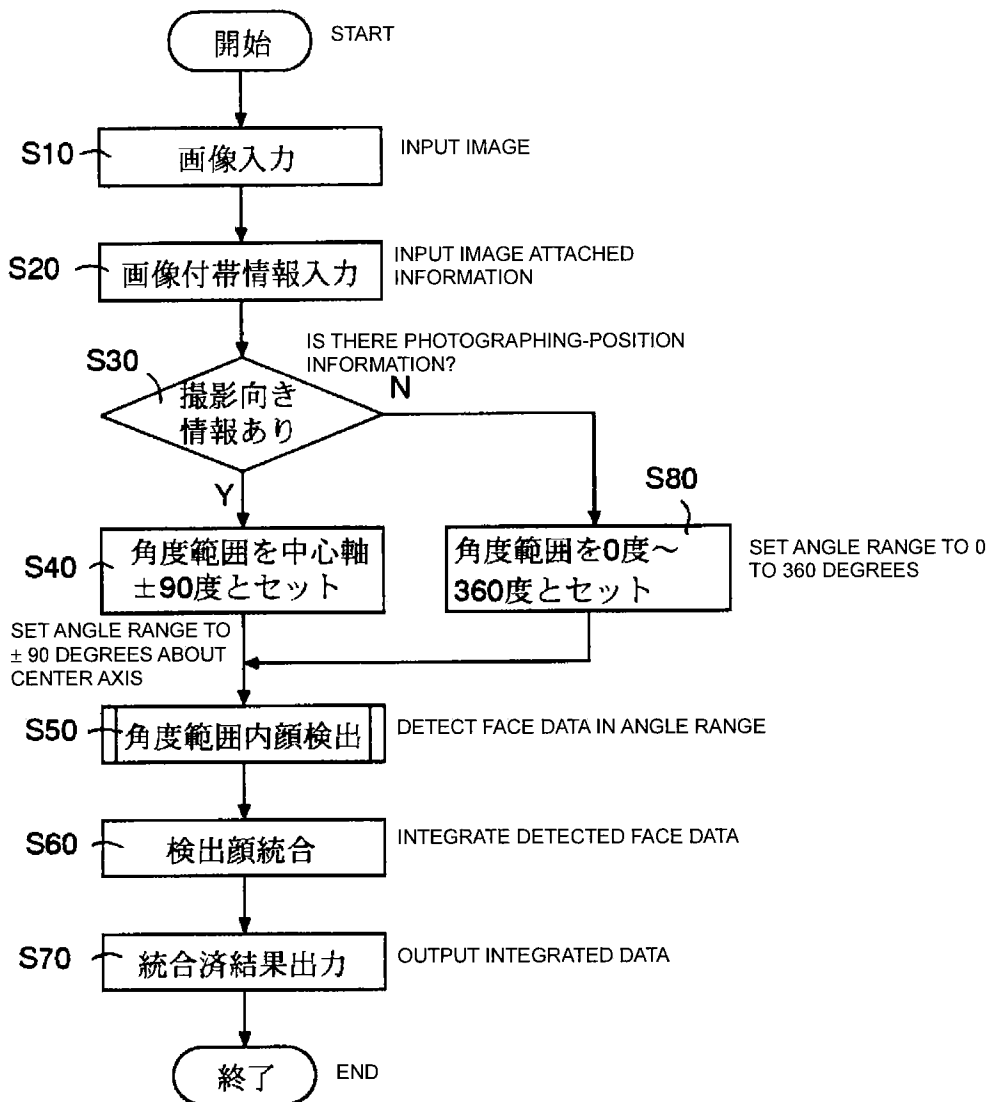 開始
START
S10
画像入力
INPUT IMAGE
S20
画像付帯情報入力
INPUT IMAGE ATTACHED
INFORMATION
IS THERE PHOTOGRAPHING-POSITION
INFORMATION?
S30
撮影向き
情報あり
N
Y
S40
角度範囲を中心軸
±90度とセット
SET ANGLE RANGE TO
± 90 DEGREES ABOUT
CENTER AXIS
S80
角度範囲を0度～
360度とセット
SET ANGLE RANGE TO 0
TO 360 DEGREES
S50
角度範囲内顔検出
DETECT FACE DATA IN ANGLE RANGE
S60
検出顔統合
INTEGRATE DETECTED FACE DATA
S70
統合済結果出力
OUTPUT INTEGRATED DATA
終了
END